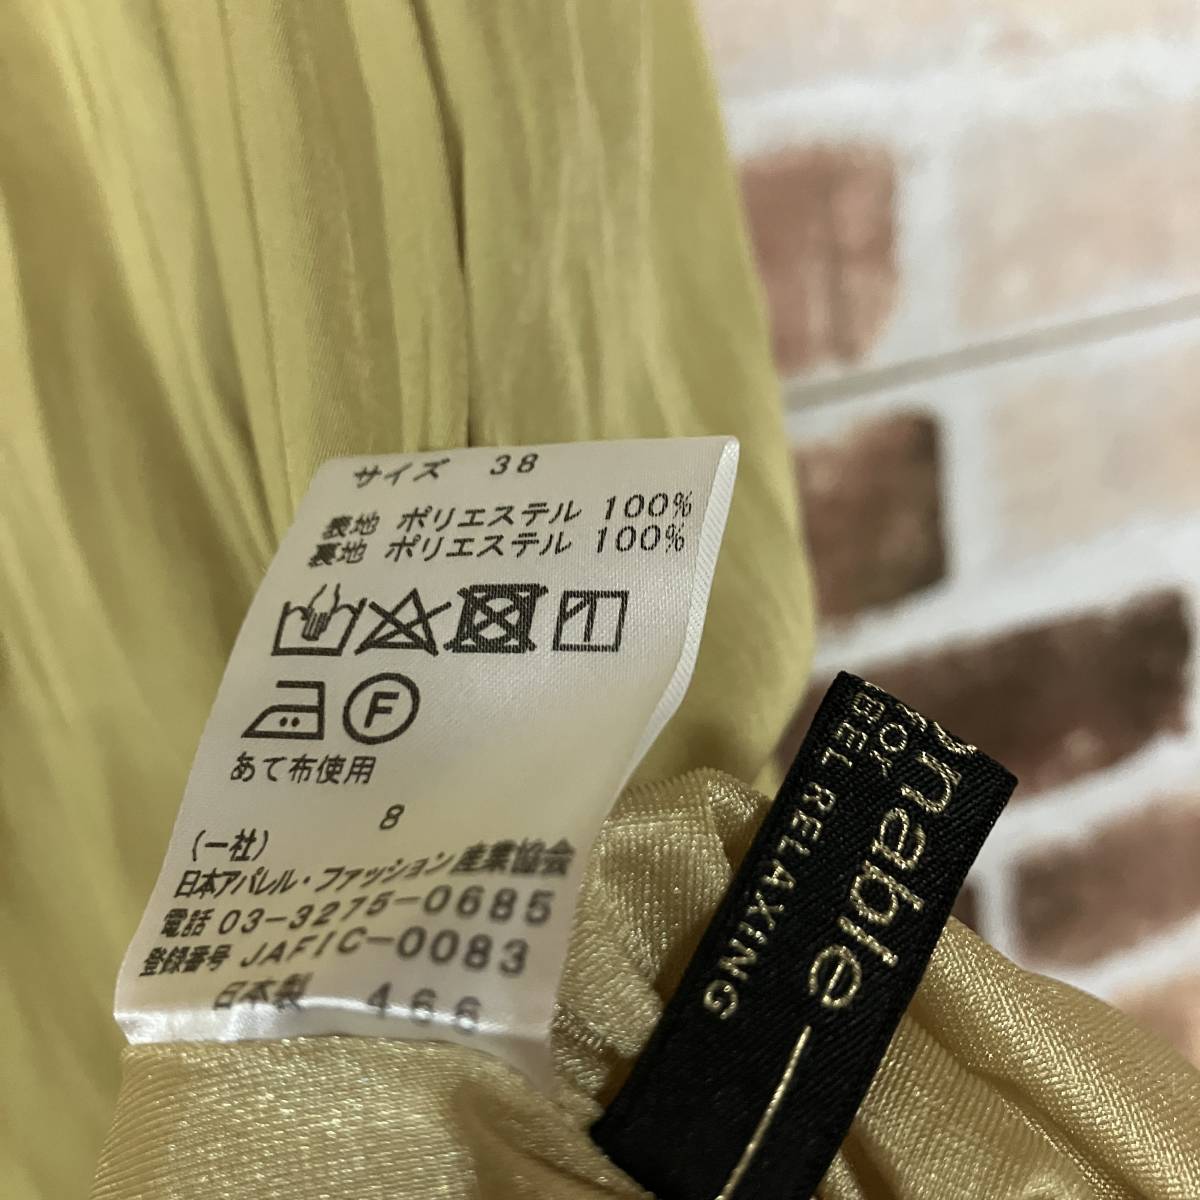 サイズ 38
表地 ポリエステル 100%
裏地 ポリエステル 100%
F
あて布使用
8
(一社)
日本アパレル・ファッション産業協会
電話 03-3275-0685
登録番号 JAFIC-0083
日本製 466
nable
for
RELAXING